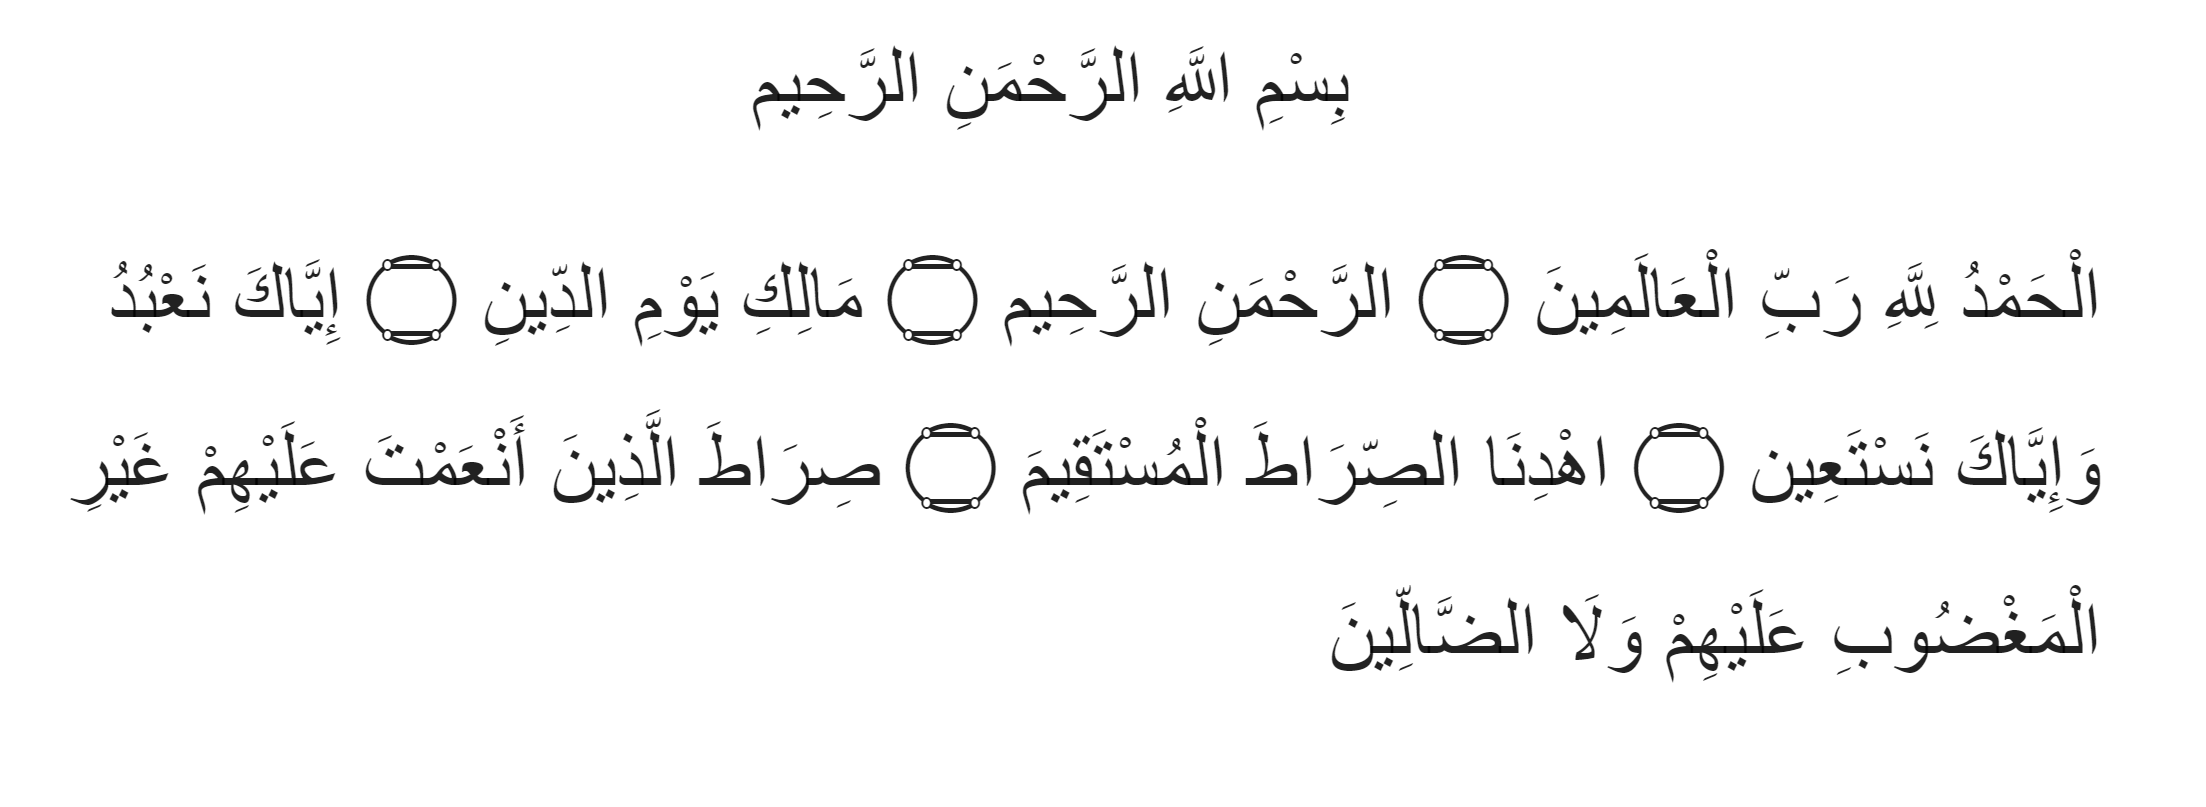 بِسْمِ اللَّهِ الرَّحْمَنِ الرَّحِيم
الْحَمْدُ لِلَّهِ رَبِّ الْعَالَمِينَ ۝ الرَّحْمَنِ الرَّحِيم ۝ مَالِكِ يَوْمِ الدِّينِ ۝ إِيَّاكَ نَعْبُدُ
وَإِيَّاكَ نَسْتَعِين ۝ اهْدِنَا الصِّرَاطَ الْمُسْتَقِيمَ ۝ صِرَاطَ الَّذِينَ أَنْعَمْتَ عَلَيْهِمْ غَيْرِ
الْمَغْضُوبِ عَلَيْهِمْ وَلَا الضَّالِّينَ